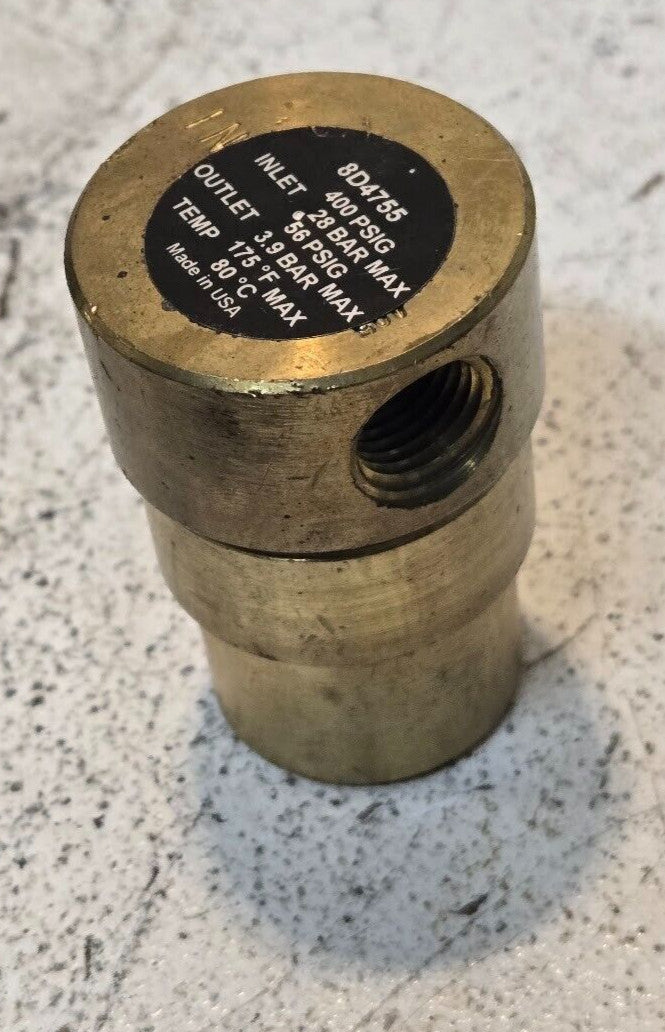 IN
8D4755
INLET 400 PSIG
28 BAR MAX
OUTLET 56 PSIG
3.9 BAR MAX
TEMP 175 °F MAX
80 °C
Made in USA